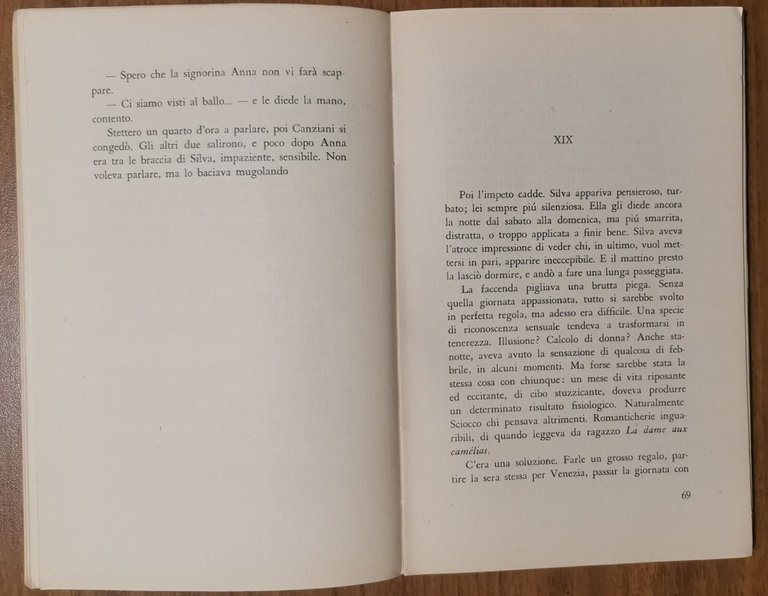 — Spero che la signorina Anna non vi farà scap-
pare.
— Ci siamo visti al ballo... — e le diede la mano,
contento.
Stettero un quarto d'ora a parlare, poi Canziani si
congedò. Gli altri due salirono, e poco dopo Anna
era tra le braccia di Silva, impaziente, sensibile. Non
voleva parlare, ma lo baciava mugolando
XIX
Poi l'impeto cadde. Silva appariva pensieroso, tur-
bato; lei sempre piú silenziosa. Ella gli diede ancora
la notte dal sabato alla domenica, ma piú smarrita,
distratta, o troppo applicata a finir bene. Silva aveva
l'atroce impressione di veder chi, in ultimo, vuol met-
tersi in pari, apparire ineccepibile. E il mattino presto
la lasciò dormire, e andò a fare una lunga passeggiata.
La faccenda pigliava una brutta piega. Senza
quella giornata appassionata, tutto si sarebbe svolto
in perfetta regola, ma adesso era difficile. Una specie
di riconoscenza sensuale tendeva a trasformarsi in
tenerezza. Illusione? Calcolo di donna? Anche sta-
notte, aveva avuto la sensazione di qualcosa di feb-
brile, in alcuni momenti. Ma forse sarebbe stata la
stessa cosa con chiunque: un mese di vita riposante
ed eccitante, di cibo stuzzicante, doveva produrre
un determinato risultato fisiologico. Naturalmente
Sciocco chi pensava altrimenti. Romanticherie ingua-
ribili, di quando leggeva da ragazzo La dame aux
camélias.
C'era una soluzione. Farle un grosso regalo, par-
tire la sera stessa per Venezia, passar la giornata con
69